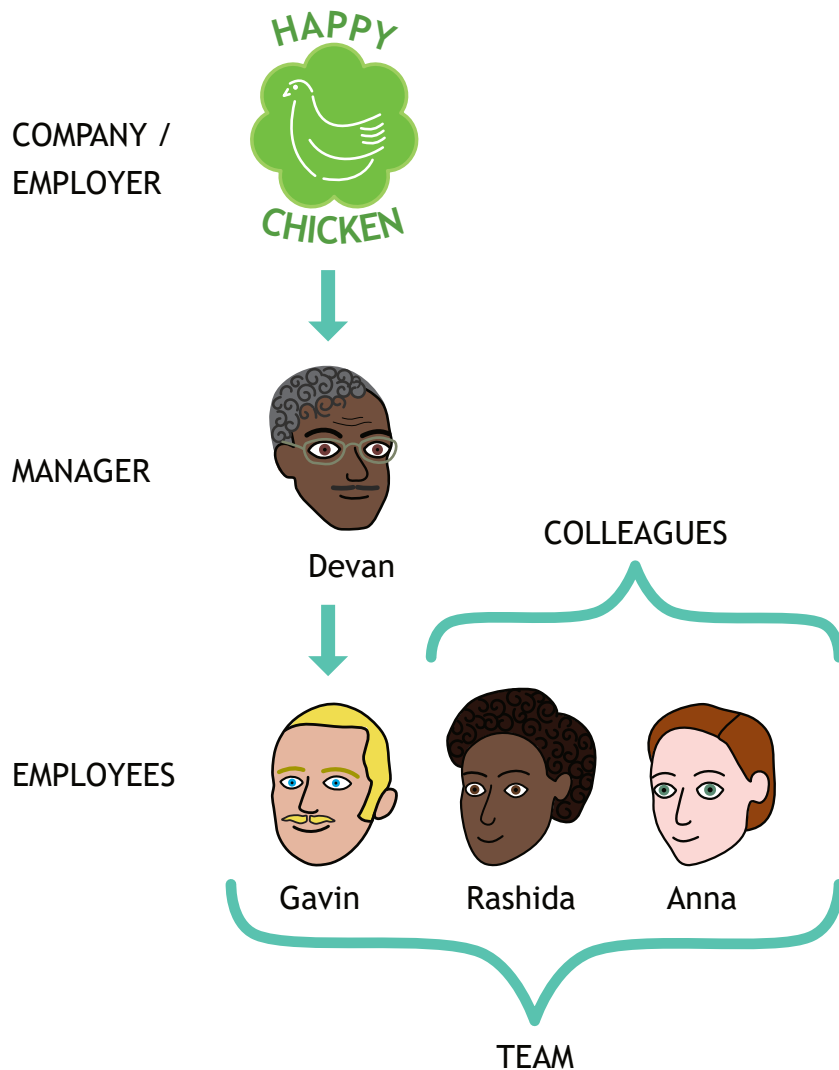 HAPPY
COMPANY /
EMPLOYER
CHICKEN
MANAGER
Devan
COLLEAGUES
EMPLOYEES
Gavin
Rashida
Anna
TEAM